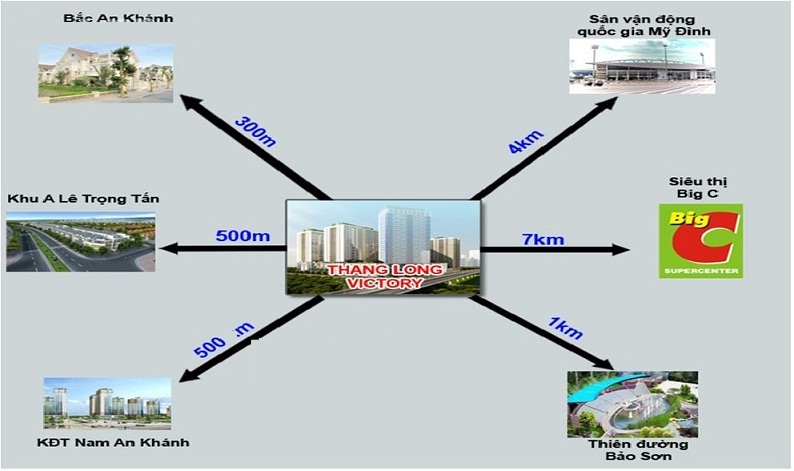 Bắc An Khánh
Sân vận động
quốc gia Mỹ Đình
300m
4km
Khu A Lê Trọng Tấn
Siêu thị
Big C
500m
7km
Big
C
SUPERCENTER
THANG LONG
VICTORY
500 .m
1km
KĐT Nam An Khánh
Thiên đường
Bảo Sơn